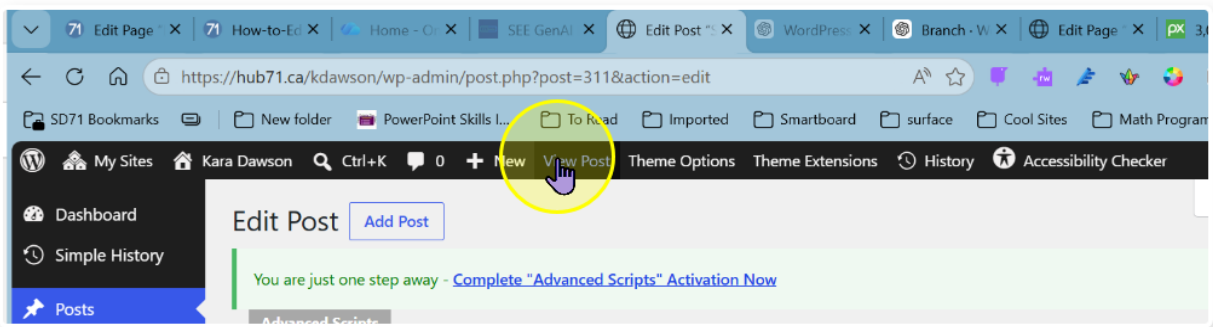 71 Edit Page " 71 How-to-Ed Home - O SEE GenAI Edit Post "S WordPress Branch - W Edit Page " px 3,
https://hub71.ca/kdawson/wp-admin/post.php?post=311&action=edit A
SD71 Bookmarks New folder PowerPoint Skills I... To Read Imported Smartboard surface Cool Sites Math Program
My Sites Kara Dawson Ctrl+K 0 New View Post Theme Options Theme Extensions History Accessibility Checker
Dashboard
Edit Post Add Post
Simple History
You are just one step away - Complete "Advanced Scripts" Activation Now
Posts
Advanced Scripts